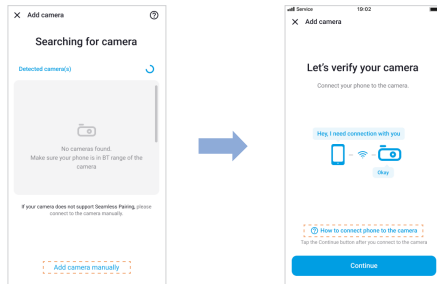 Add camera
Searching for camera
Detected camera(s)
No cameras found.
Make sure your phone is in BT range of the
camera
If your camera does not support Seamless Pairing, please
connect to the camera manually.
Add camera manually
Service 19:02
Add camera
Let's verify your camera
Connect your phone to the camera.
Hey, I need connection with you
Okay
How to connect phone to the camera
Tap the Continue button after you connect to the camera
Continue